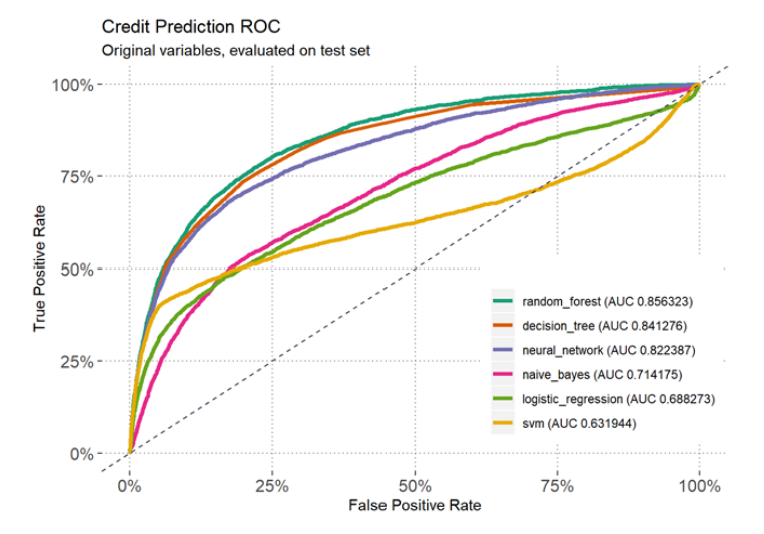 Credit Prediction ROC
Original variables, evaluated on test set
True Positive Rate
100%
75%
50%
25%
0%
random_forest (AUC 0.856323)
decision_tree (AUC 0.841276)
neural_network (AUC 0.822387)
naive_bayes (AUC 0.714175)
logistic_regression (AUC 0.688273)
svm (AUC 0.631944)
0% 25% 50% 75% 100%
False Positive Rate